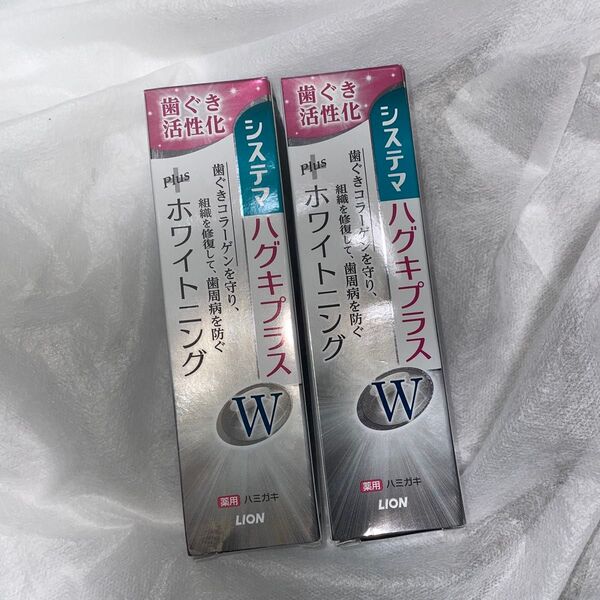 歯ぐき
活性化
システマ
ハグキプラス
歯ぐきコラーゲンを守り、
組織を修復して、歯周病を防ぐ
Plus
+ホワイトニング
W
薬用 ハミガキ
LION
歯ぐき
活性化
システマ
ハグキプラス
歯ぐきコラーゲンを守り、
組織を修復して、歯周病を防ぐ
Plus
+ホワイトニング
W
薬用 ハミガキ
LION